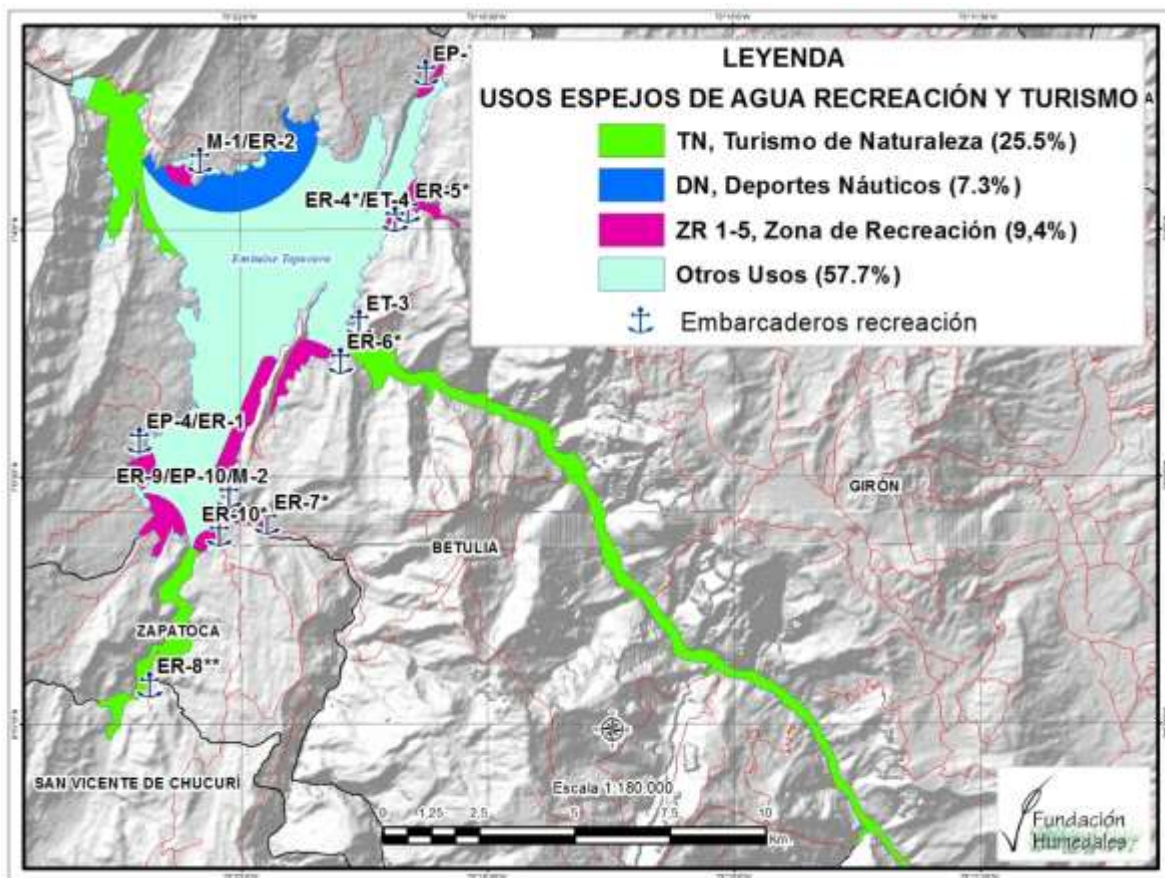 LEYENDA
USOS ESPEJOS DE AGUA RECREACIÓN Y TURISMO
TN, Turismo de Naturaleza (25.5%)
DN, Deportes Náuticos (7.3%)
ZR 1-5, Zona de Recreación (9,4%)
Otros Usos (57.7%)
Embarcaderos recreación
M-1/ER-2
ER-5*
ER-4*/ET-4
Embalse Topocoro
ET-3
ER-6*
EP-4/ER-1
ER-9/EP-10/M-2
ER-7*
ER-10*
GIRÓN
BETULIA
ZAPATOCA
ER-8**
SAN VICENTE DE CHUCURÍ
Escala 1:180.000
0 1,25 2,5 5 7,5 10
Km.
Fundación
Humedales